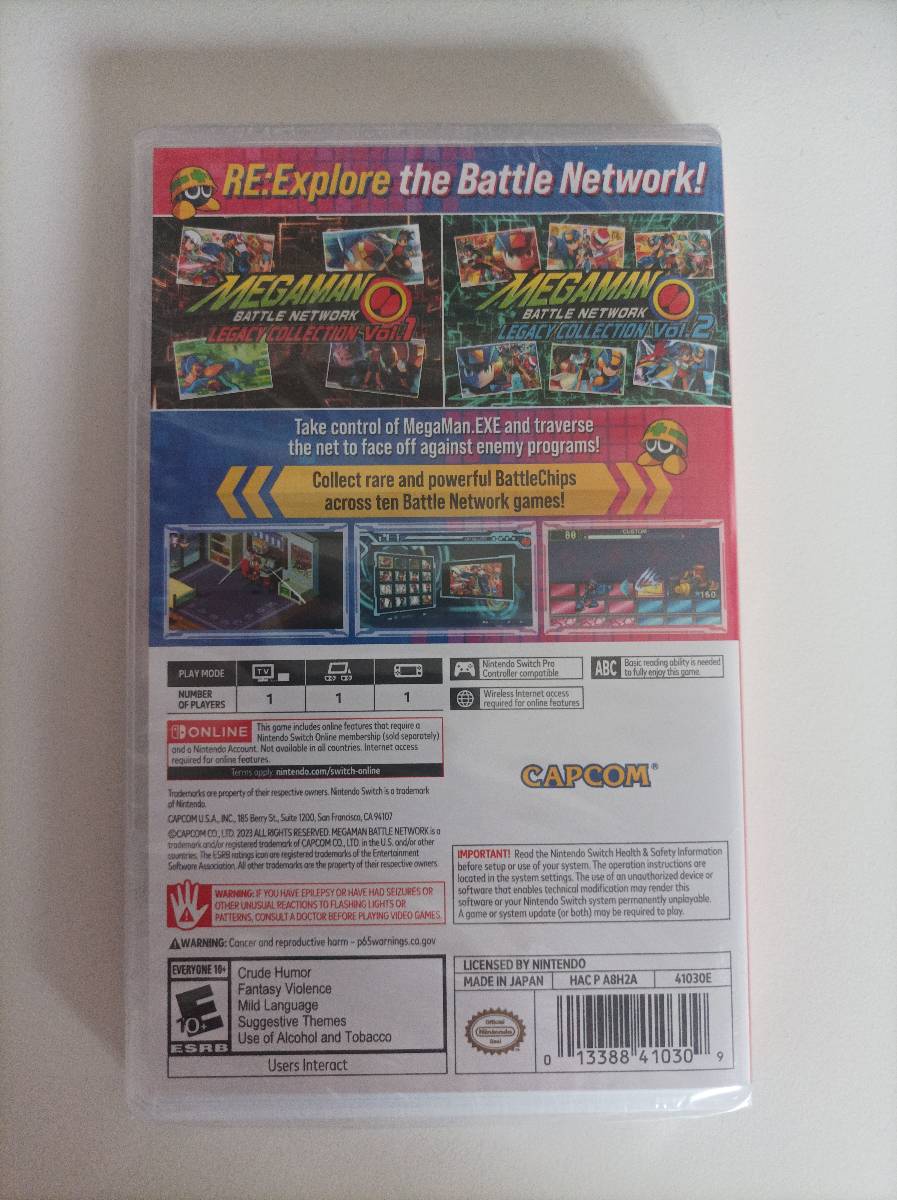 RE:Explore the Battle Network!
MEGAMAN
BATTLE NETWORK
LEGACY COLLECTION Vol.1
MEGAMAN
BATTLE NETWORK
LEGACY COLLECTION Vol.2
Take control of MegaMan.EXE and traverse
the net to face off against enemy programs!
Collect rare and powerful BattleChips
across ten Battle Network games!
80
CUSTOM
160
PLAY MODE
TV
NUMBER
OF PLAYERS
1
1
1
Nintendo Switch Pro
Controller compatible
ABC
Basic reading ability is needed
to fully enjoy this game.
Wireless Internet access
required for online features
ONLINE
This game includes online features that require a
Nintendo Switch Online membership (sold separately)
and a Nintendo Account. Not available in all countries. Internet access
required for online features.
Terms apply. nintendo.com/switch-online
Trademarks are property of their respective owners. Nintendo Switch is a trademark
of Nintendo.
CAPCOM U.S.A., INC., 185 Berry St., Suite 1200, San Francisco, CA 94107
©CAPCOM CO., LTD. 2023 ALL RIGHTS RESERVED. MEGAMAN BATTLE NETWORK is a
trademark and/or registered trademark of CAPCOM CO., LTD. in the U.S. and/or other
countries. The ESRB ratings icon are registered trademarks of the Entertainment
Software Association. All other trademarks are the property of their respective owners.
CAPCOM®
WARNING: IF YOU HAVE EPILEPSY OR HAVE HAD SEIZURES OR
OTHER UNUSUAL REACTIONS TO FLASHING LIGHTS OR
PATTERNS, CONSULT A DOCTOR BEFORE PLAYING VIDEO GAMES.
WARNING: Cancer and reproductive harm - p65warnings.ca.gov
IMPORTANT! Read the Nintendo Switch Health & Safety Information
before setup or use of your system. The operation instructions are
located in the system settings. The use of an unauthorized device or
software that enables technical modification may render this
software or your Nintendo Switch system permanently unplayable.
A game or system update (or both) may be required to play.
EVERYONE 10+
E
10+
ESRB
Crude Humor
Fantasy Violence
Mild Language
Suggestive Themes
Use of Alcohol and Tobacco
Users Interact
LICENSED BY NINTENDO
MADE IN JAPAN
HAC P A8H2A
41030E
Official
Nintendo
Seal
0 13388 41030 9